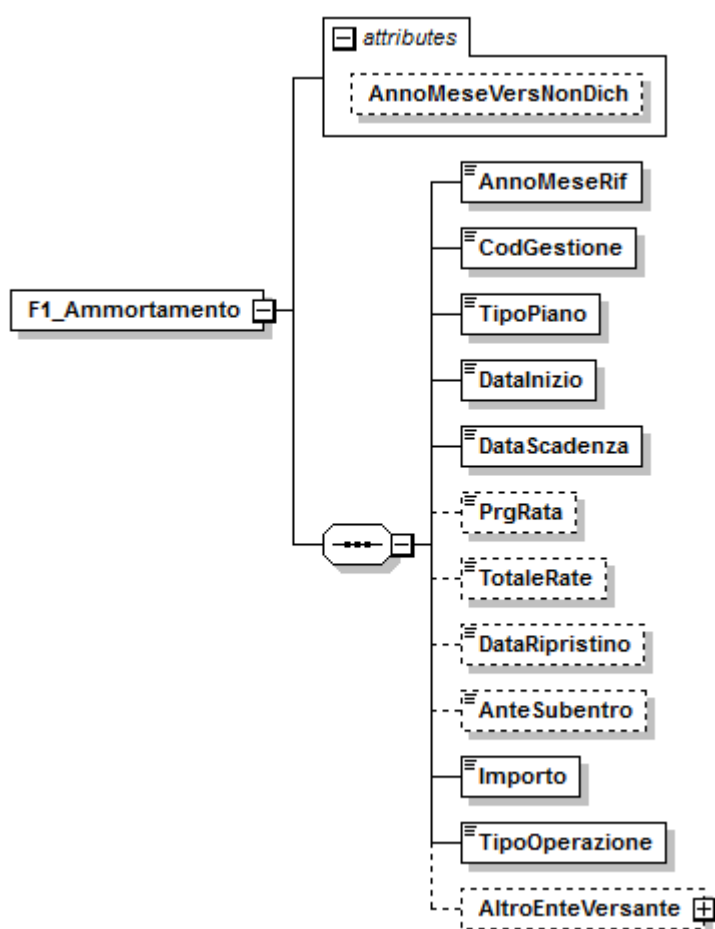 attributes
AnnoMeseVersNonDich
AnnoMeseRif
CodGestione
F1_Ammortamento
TipoPiano
DataInizio
DataScadenza
PrgRata
TotaleRate
DataRipristino
AnteSubentro
Importo
TipoOperazione
AltroEnteVersante